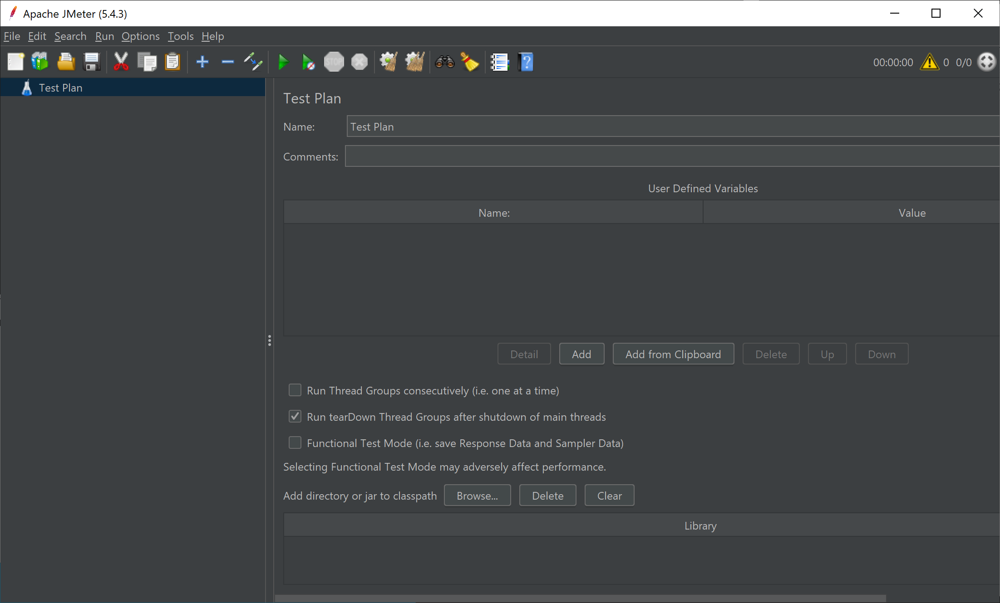 Apache JMeter (5.4.3)
File Edit Search Run Options Tools Help
STOP ? 00:00:00 ! 0 0/0
Test Plan
Test Plan
Name: Test Plan
Comments:
User Defined Variables
Name: Value
Detail Add Add from Clipboard Delete Up Down
Run Thread Groups consecutively (i.e. one at a time)
Run tearDown Thread Groups after shutdown of main threads
Functional Test Mode (i.e. save Response Data and Sampler Data)
Selecting Functional Test Mode may adversely affect performance.
Add directory or jar to classpath Browse... Delete Clear
Library